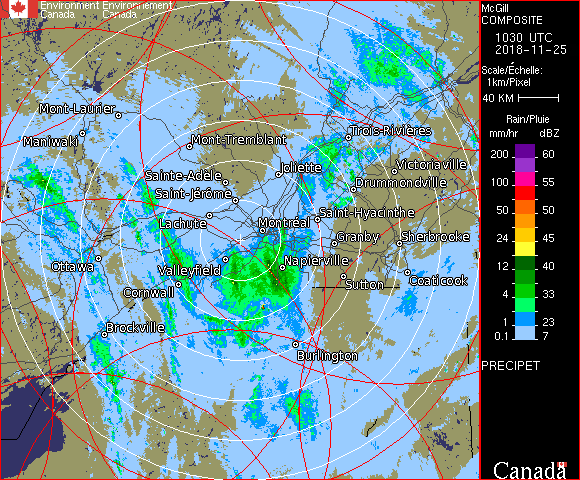 Environment Environnement
Canada Canada
McGill
COMPOSITE
1030 UTC
2018-11-25
Scale/Échelle:
1km/Pixel
40 KM
Rain/Pluie
mm/hr dBZ
200 60
100 55
50 50
24 45
12 40
4 33
1 23
0.1 7
PRECIPET
Canada
Mont-Laurier
Maniwaki
Mont-Tremblant
Trois-Rivières
Sainte-Adèle
Joliette
Victoriaville
Saint-Jérôme
Drummondville
Lachute
Montréal
Saint-Hyacinthe
Granby
Sherbrooke
Ottawa
Valleyfield
Napierville
Cornwall
Sutton
Coaticook
Brockville
Burlington